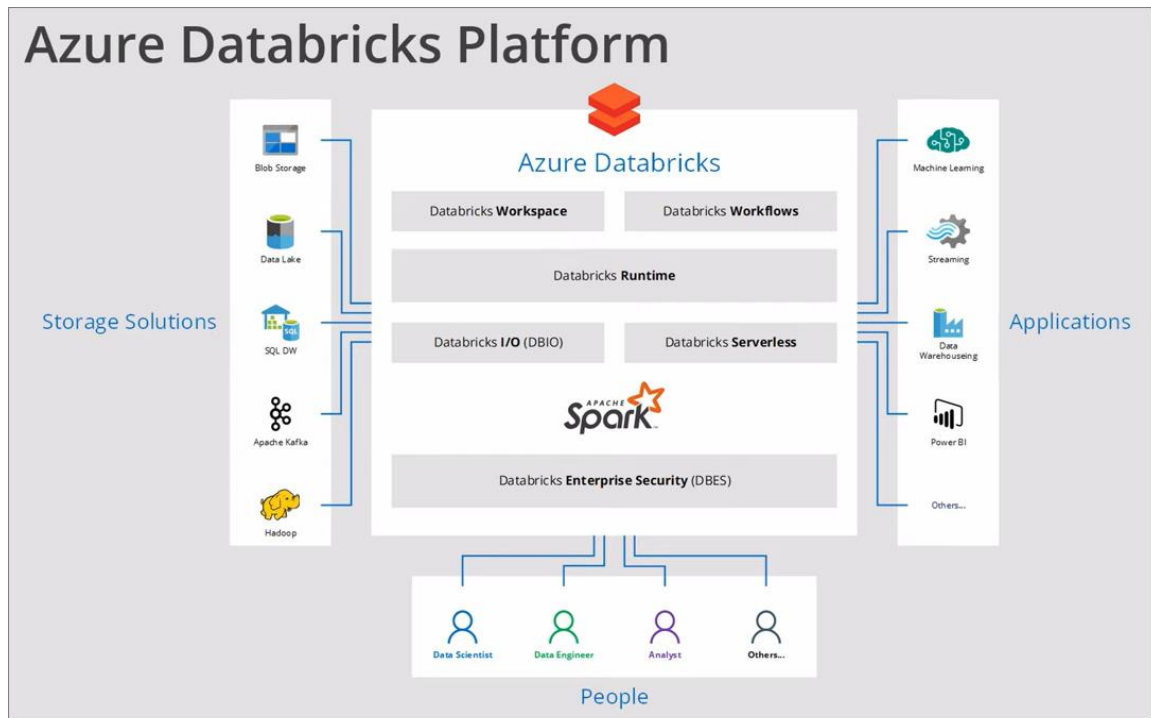 Azure Databricks Platform
Storage Solutions
Blob Storage
Data Lake
SQL
SQL DW
Apache Kafka
Hadoop
Azure Databricks
Databricks Workspace
Databricks Workflows
Databricks Runtime
Databricks I/O (DBIO)
Databricks Serverless
APACHE
Spark
Databricks Enterprise Security (DBES)
Machine Learning
Streaming
Data
Warehouseing
Power BI
Others...
Applications
Data Scientist
Data Engineer
Analyst
Others...
People